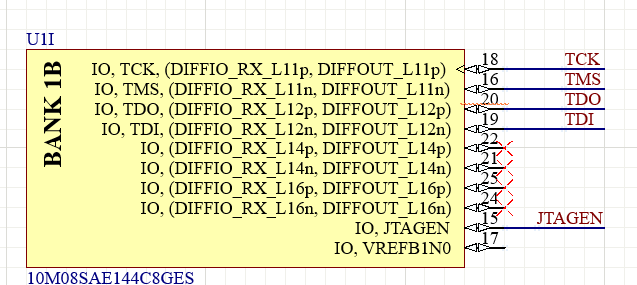 U1I
BANK 1B
IO, TCK, (DIFFIO_RX_L11p, DIFFOUT_L11p) 18 TCK
IO, TMS, (DIFFIO_RX_L11n, DIFFOUT_L11n) 16 TMS
IO, TDO, (DIFFIO_RX_L12p, DIFFOUT_L12p) 20 TDO
IO, TDI, (DIFFIO_RX_L12n, DIFFOUT_L12n) 19 TDI
IO, (DIFFIO_RX_L14p, DIFFOUT_L14p) 22
IO, (DIFFIO_RX_L14n, DIFFOUT_L14n) 21
IO, (DIFFIO_RX_L16p, DIFFOUT_L16p) 25
IO, (DIFFIO_RX_L16n, DIFFOUT_L16n) 24
IO, JTAGEN 15 JTAGEN
IO, VREFB1N0 17
10M08SAE144C8GES